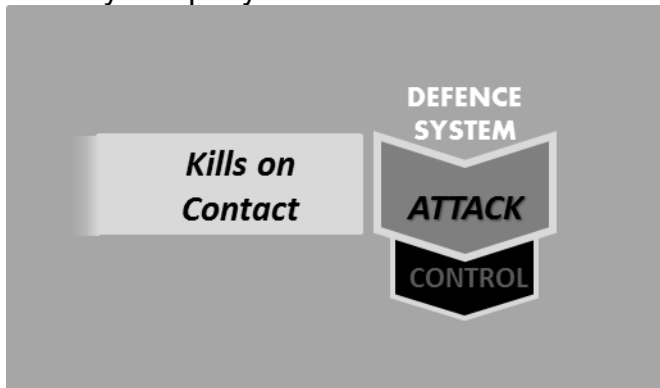 DEFENCE
SYSTEM
Kills on
Contact
ATTACK
CONTROL